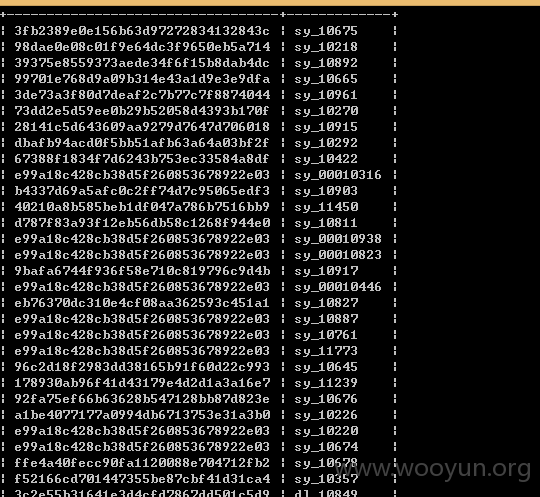 +----------------------------------+-------------+
¦ 3fb2389e0e156b63d97272834132843c ¦ sy_10675 ¦
¦ 98dae0e08c01f9e64dc3f9650eb5a714 ¦ sy_10218 ¦
¦ 39375e8559373aede34f6f15b8dab4dc ¦ sy_10892 ¦
¦ 99701e768d9a09b314e43a1d9e3e9dfa ¦ sy_10665 ¦
¦ 3de73a3f80d7deaf2c7b77c7f8874044 ¦ sy_10961 ¦
¦ 73dd2e5d59ee0b29b52058d4393b170f ¦ sy_10270 ¦
¦ 28141c5d643609aa9279d7647d706018 ¦ sy_10915 ¦
¦ dbafb94acd0f5bb51afb63a64a03bf2f ¦ sy_10292 ¦
¦ 67388f1834f7d6243b753ec33584a8df ¦ sy_10422 ¦
¦ e99a18c428cb38d5f260853678922e03 ¦ sy_00010316 ¦
¦ b4337d69a5afc0c2ff74d7c95065edf3 ¦ sy_10903 ¦
¦ 40210a8b585beb1df047a786b7516bb9 ¦ sy_11450 ¦
¦ d787f83a93f12eb56db58c1268f944e0 ¦ sy_10811 ¦
¦ e99a18c428cb38d5f260853678922e03 ¦ sy_00010938 ¦
¦ e99a18c428cb38d5f260853678922e03 ¦ sy_00010823 ¦
¦ 9bafa6744f936f58e710c819796c9d4b ¦ sy_10917 ¦
¦ e99a18c428cb38d5f260853678922e03 ¦ sy_00010446 ¦
¦ eb76370dc310e4cf08aa362593c451a1 ¦ sy_10827 ¦
¦ e99a18c428cb38d5f260853678922e03 ¦ sy_10887 ¦
¦ e99a18c428cb38d5f260853678922e03 ¦ sy_10761 ¦
¦ e99a18c428cb38d5f260853678922e03 ¦ sy_11773 ¦
¦ 96c2d18f2983dd38165b91f60d22c993 ¦ sy_10645 ¦
¦ 178930ab96f41d43179e4d2d1a3a16e7 ¦ sy_11239 ¦
¦ 92fa75ef66b63628b547128bb87d823e ¦ sy_10676 ¦
¦ a1be4077177a0994db6713753e31a3b0 ¦ sy_10226 ¦
¦ e99a18c428cb38d5f260853678922e03 ¦ sy_10220 ¦
¦ e99a18c428cb38d5f260853678922e03 ¦ sy_10674 ¦
¦ ffe4a40fecc90fa1120088e704712fb2 ¦ sy_10678 ¦
¦ f52166cd701447355be87cbf41d31ca4 ¦ sy_10357 ¦
¦ 3c2e55b31641e3d4cfd2867dd501c5d9 ¦ dl_10849 ¦
www.wooyun.org